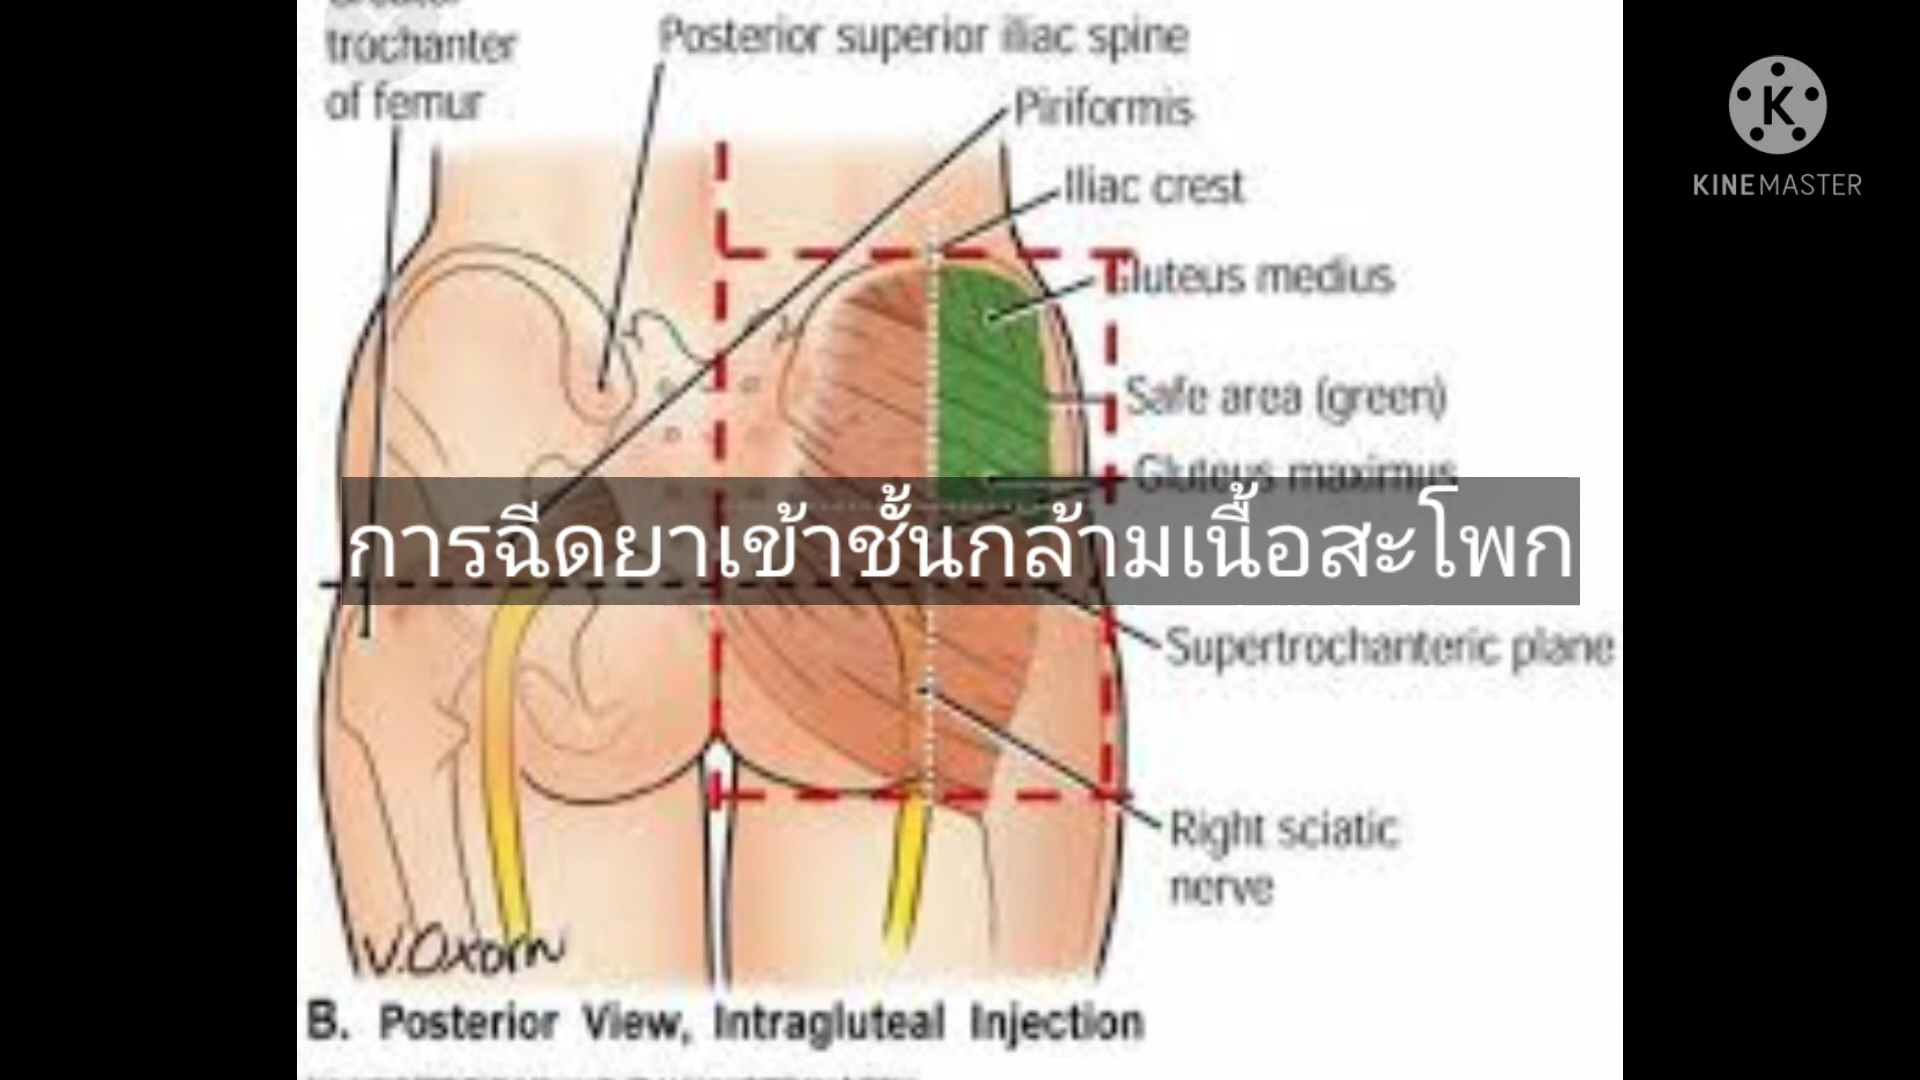 trochanter
of femur
Posterior superior iliac spine
Piriformis
Iliac crest
Gluteus medius
Safe area (green)
Gluteus maximus
การฉีดยาเข้าชั้นกล้ามเนื้อสะโพก
Supertrochanteric plane
Right sciatic
nerve
V.Oxorn
B. Posterior View, Intragluteal Injection
K
KINEMASTER